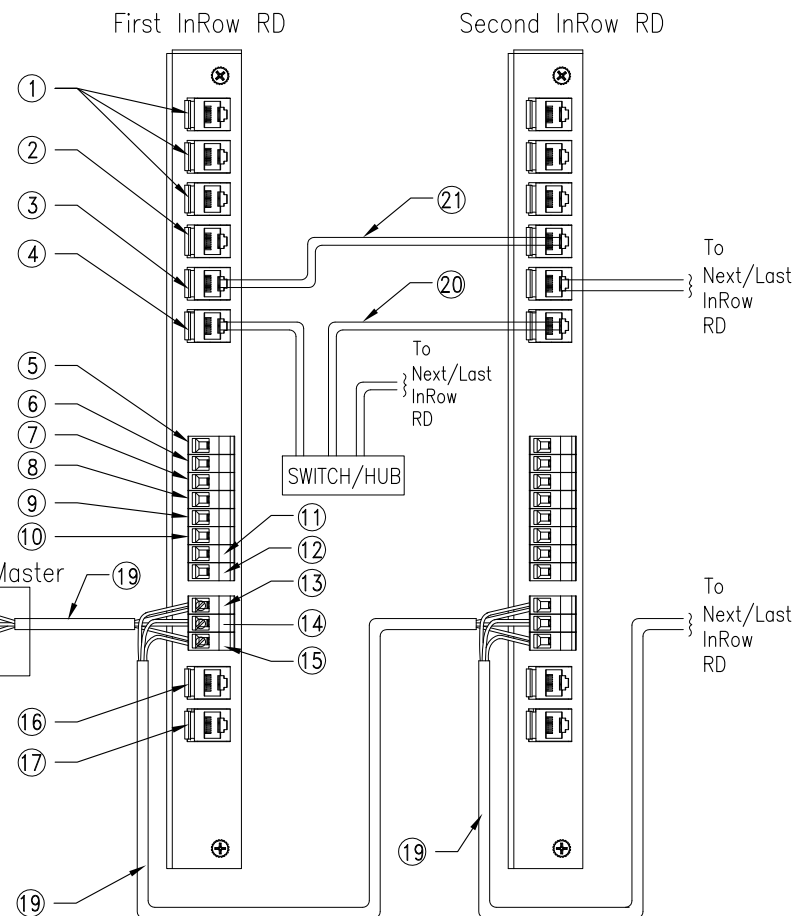 First InRow RD
Second InRow RD
1
2
3
4
21
20
To
Next/Last
InRow
RD
To
Next/Last
InRow
RD
SWITCH/HUB
5
6
7
8
9
10
11
12
Master
19
13
14
15
16
17
To
Next/Last
InRow
RD
19
19